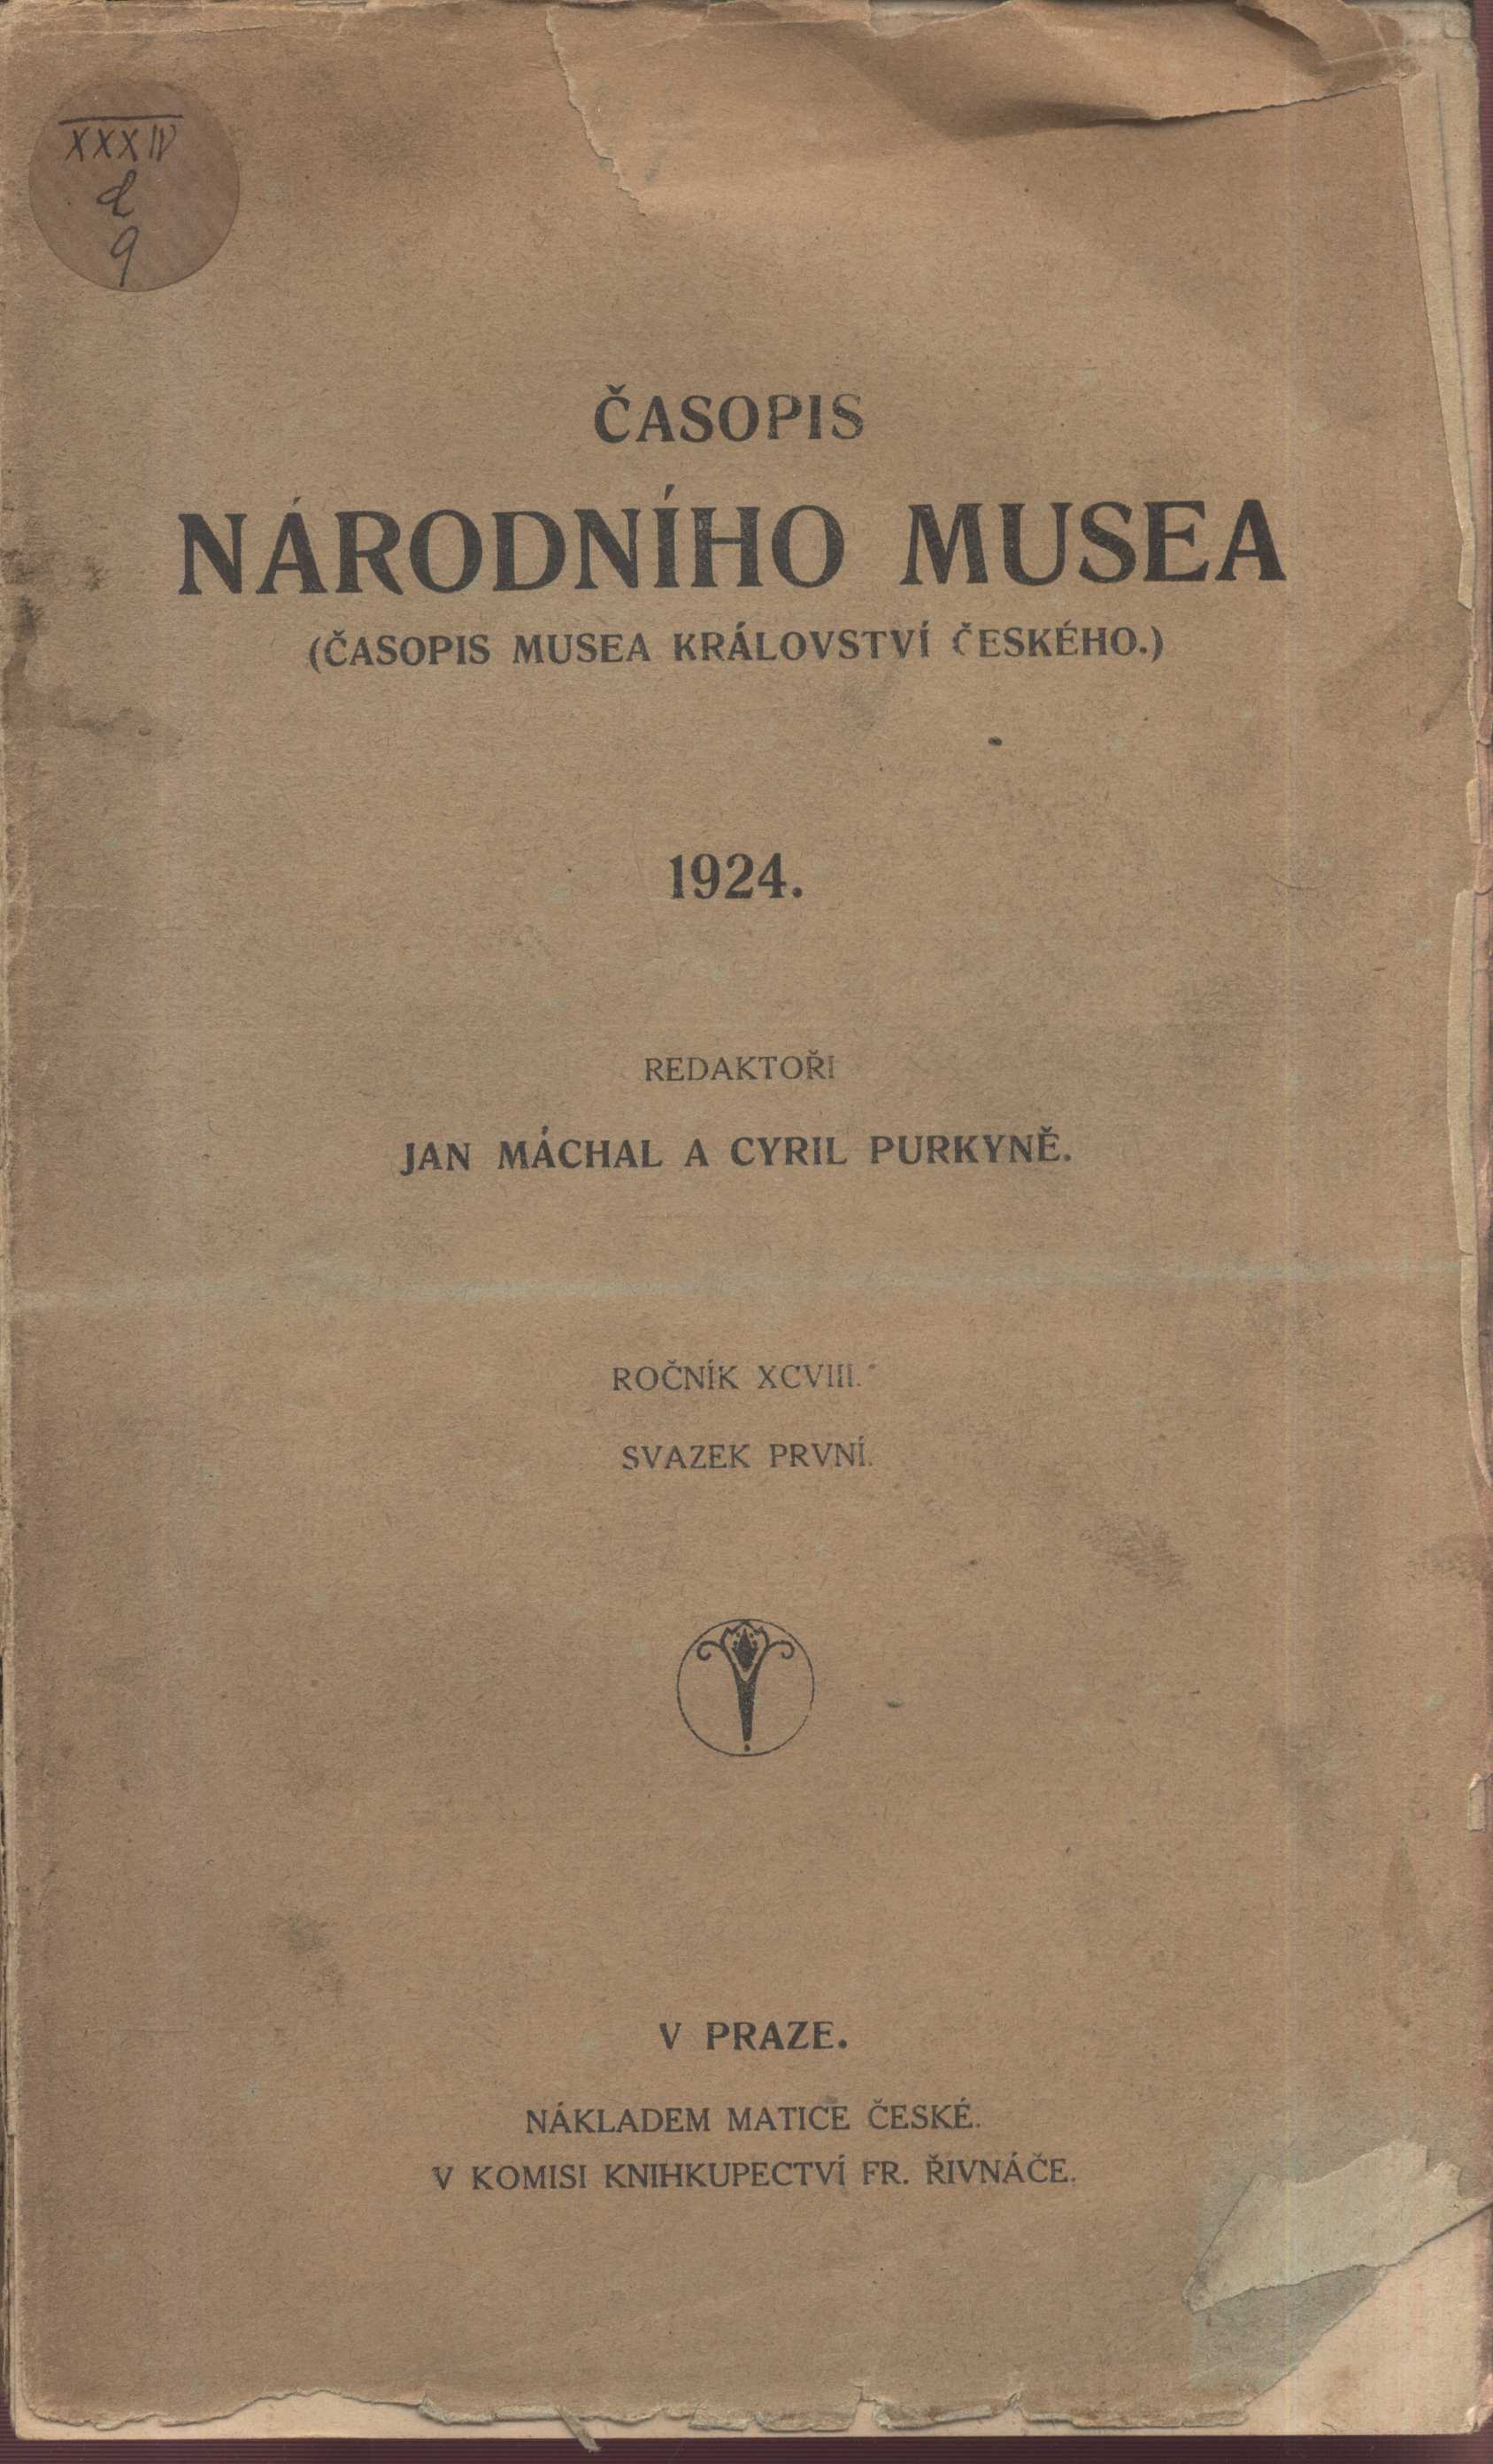 XXXIV
d
9
ČASOPIS
NÁRODNÍHO MUSEA
(ČASOPIS MUSEA KRÁLOVSTVÍ ČESKÉHO.)
1924.
REDAKTOŘI
JAN MÁCHAL A CYRIL PURKYNĚ.
ROČNÍK XCVIII.
SVAZEK PRVNÍ.
V PRAZE.
NÁKLADEM MATICE ČESKÉ.
V KOMISI KNIHKUPECTVÍ FR. ŘIVNÁČE.